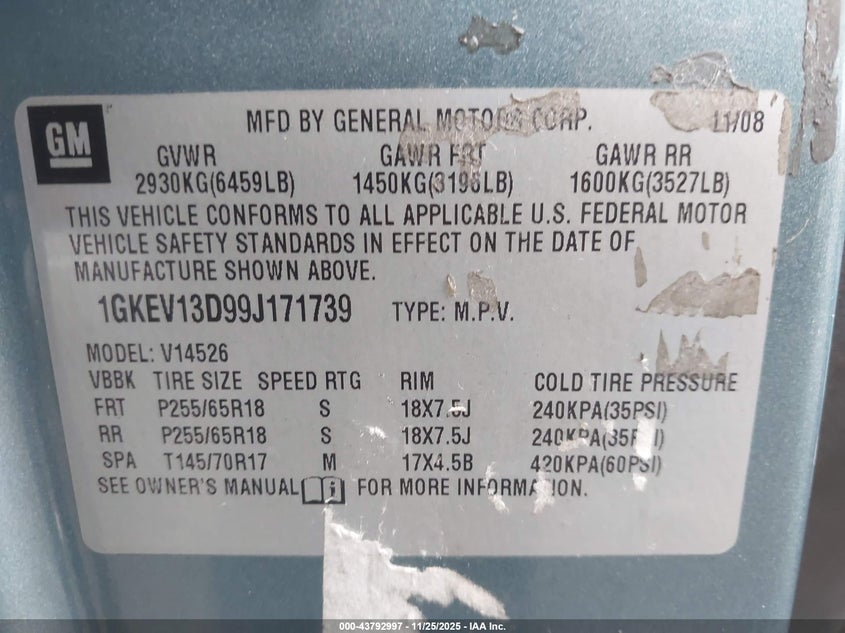 GM
MFD BY GENERAL MOTORS CORP. 11/08
GVWR GAWR FRT GAWR RR
2930KG(6459LB) 1450KG(3196LB) 1600KG(3527LB)
THIS VEHICLE CONFORMS TO ALL APPLICABLE U.S. FEDERAL MOTOR
VEHICLE SAFETY STANDARDS IN EFFECT ON THE DATE OF
MANUFACTURE SHOWN ABOVE.
1GKEV13D99J171739 TYPE: M.P.V.
MODEL: V14526
VBBK TIRE SIZE SPEED RTG RIM COLD TIRE PRESSURE
FRT P255/65R18 S 18X7.5J 240KPA(35PSI)
RR P255/65R18 S 18X7.5J 240KPA(35PSI)
SPA T145/70R17 M 17X4.5B 420KPA(60PSI)
SEE OWNER'S MANUAL i FOR MORE INFORMATION.
000-43792997 - 11/25/2025 - IAA Inc.